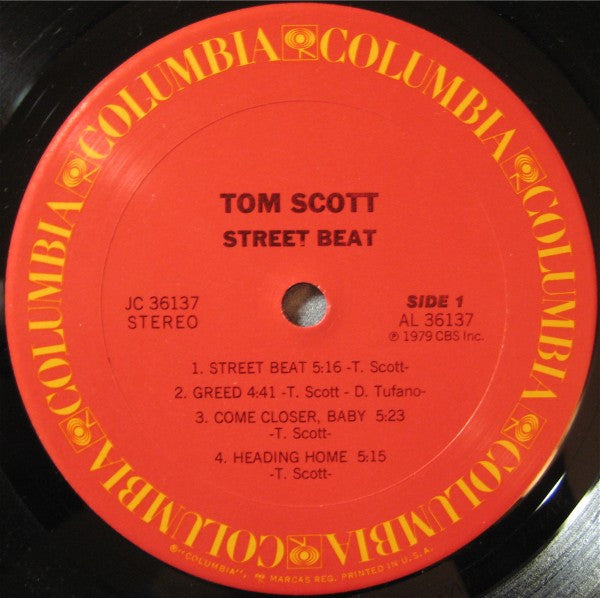 COLUMBIA COLUMBIA COLUMBIA COLUMBIA COLUMBIA COLUMBIA
TOM SCOTT
STREET BEAT
JC 36137
STEREO
SIDE 1
AL 36137
℗ 1979 CBS Inc.
1. STREET BEAT 5:16 -T. Scott-
2. GREED 4:41 -T. Scott - D. Tufano-
3. COME CLOSER, BABY 5:23
-T. Scott-
4. HEADING HOME 5:15
-T. Scott-
®"COLUMBIA", MARCAS REG. PRINTED IN U.S.A.